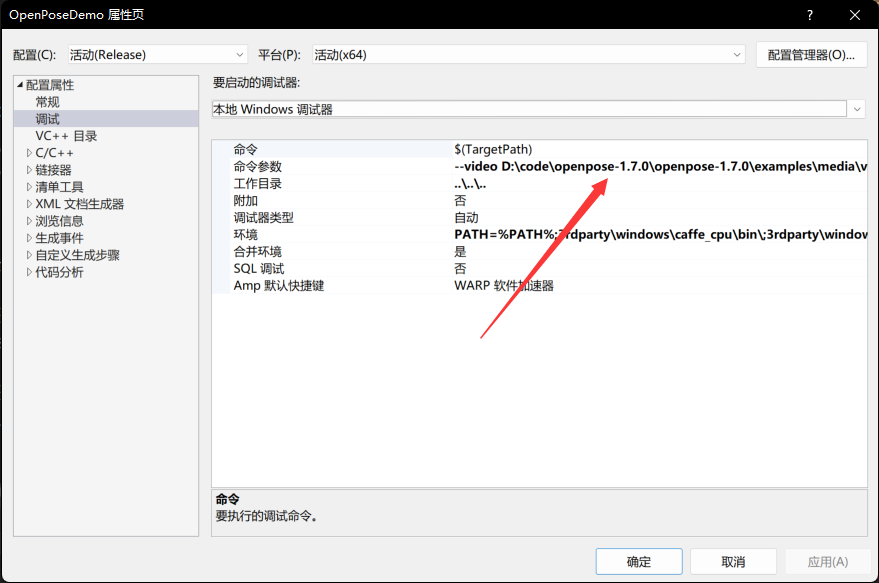 OpenPoseDemo 属性页
配置(C): 活动(Release) 平台(P): 活动(x64) 配置管理器(O)...
配置属性
常规
调试
VC++ 目录
C/C++
链接器
清单工具
XML 文档生成器
浏览信息
生成事件
自定义生成步骤
代码分析
要启动的调试器:
本地 Windows 调试器
命令 $(TargetPath)
命令参数 --video D:\code\openpose-1.7.0\openpose-1.7.0\examples\media\v
工作目录 ..\..\..
附加 否
调试器类型 自动
环境 PATH=%PATH%;3rdparty\windows\caffe_cpu\bin\;3rdparty\window
合并环境 是
SQL 调试 否
Amp 默认快捷键 WARP 软件加速器
命令
要执行的调试命令。
确定 取消 应用(A)